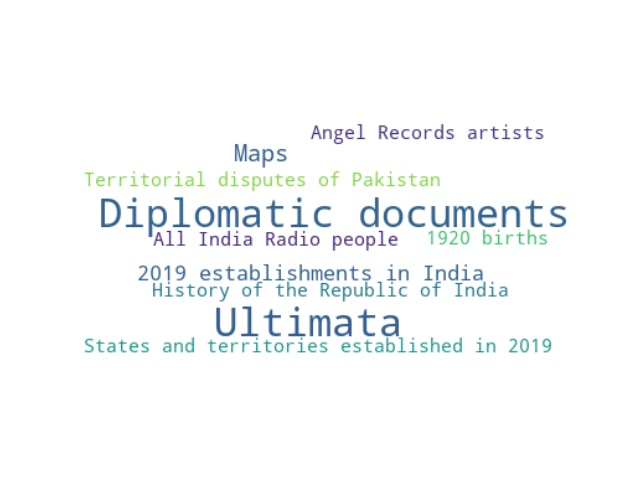 Angel Records artists
Maps
Territorial disputes of Pakistan
Diplomatic documents
All India Radio people
1920 births
2019 establishments in India
History of the Republic of India
Ultimata
States and territories established in 2019